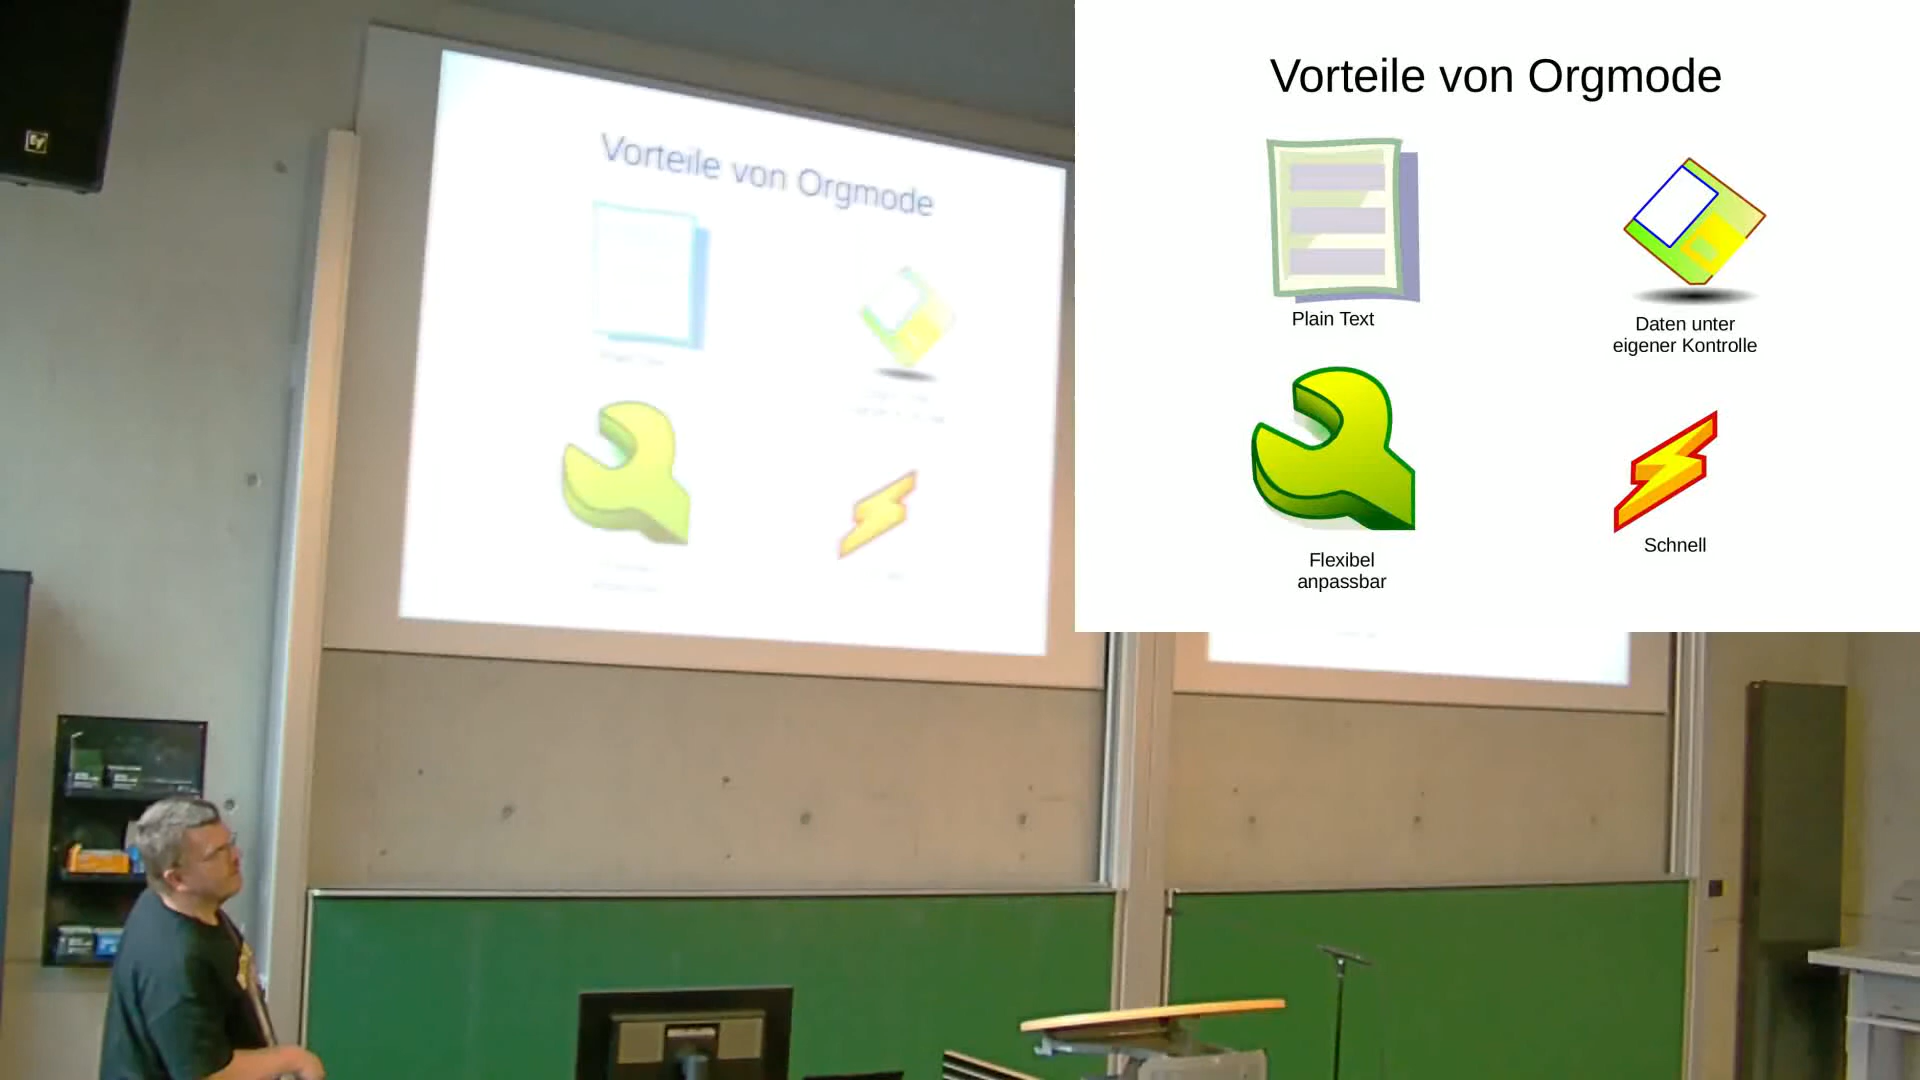 Vorteile von Orgmode
Plain Text
Daten unter
eigener Kontrolle
Flexibel
anpassbar
Schnell
Vorteile von Orgmode